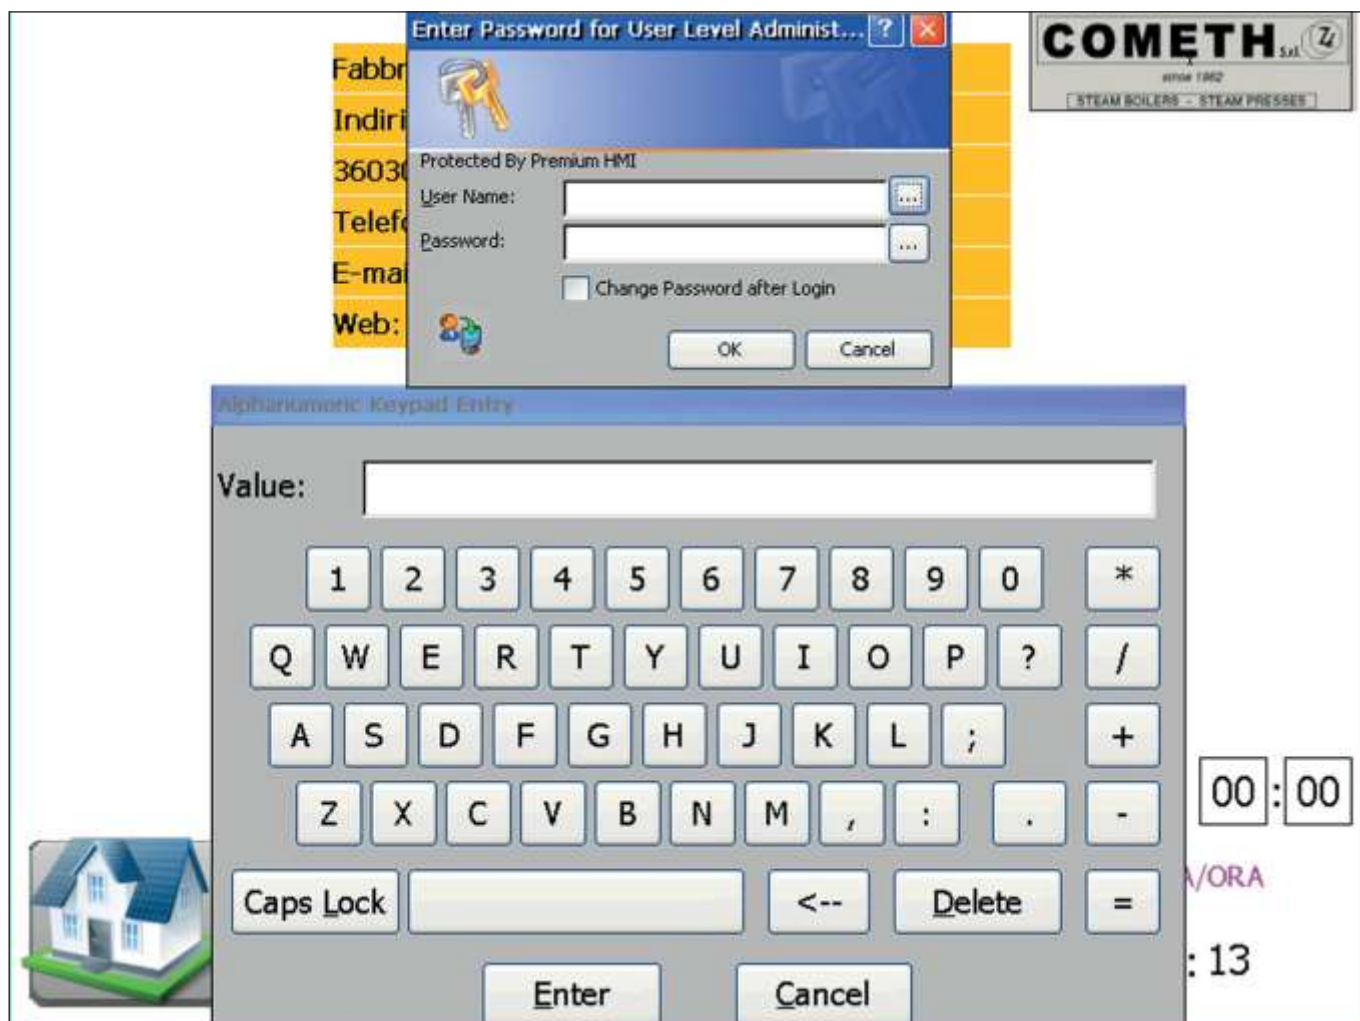 Enter Password for User Level Administ... ?
COMETH S.r.l.
since 1962
STEAM BOILERS - STEAM PRESSES
Fabbr
Indiri
3603
Telef
E-mai
Web:
Protected By Premium HMI
User Name: ...
Password: ...
Change Password after Login
OK Cancel
Alphanumeric Keypad Entry
Value:
1 2 3 4 5 6 7 8 9 0 *
Q W E R T Y U I O P ? /
A S D F G H J K L ; +
Z X C V B N M , : . -
Caps Lock <-- Delete =
Enter Cancel
00 : 00
/ORA
: 13